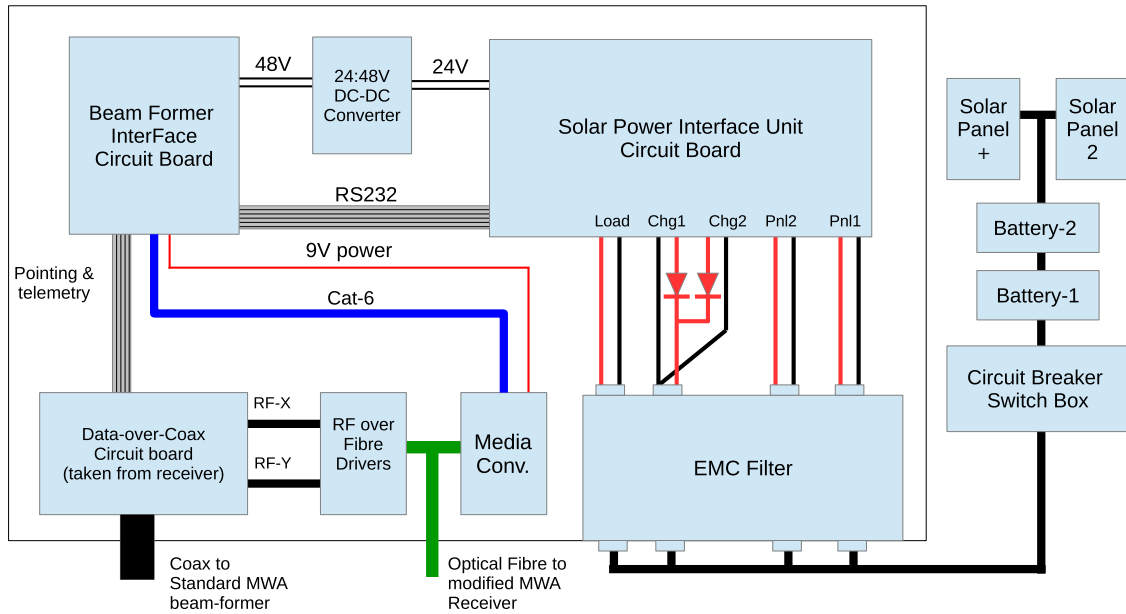 48V
24V
24:48V
DC-DC
Converter
Beam Former
InterFace
Circuit Board
Solar Power Interface Unit
Circuit Board
Solar
Panel
+
Solar
Panel
2
RS232
Load
Chg1
Chg2
Pnl2
Pnl1
Battery-2
9V power
Pointing &
telemetry
Cat-6
Battery-1
Circuit Breaker
Switch Box
RF-X
RF-Y
Data-over-Coax
Circuit board
(taken from receiver)
RF over
Fibre
Drivers
Media
Conv.
EMC Filter
Coax to
Standard MWA
beam-former
Optical Fibre to
modified MWA
Receiver